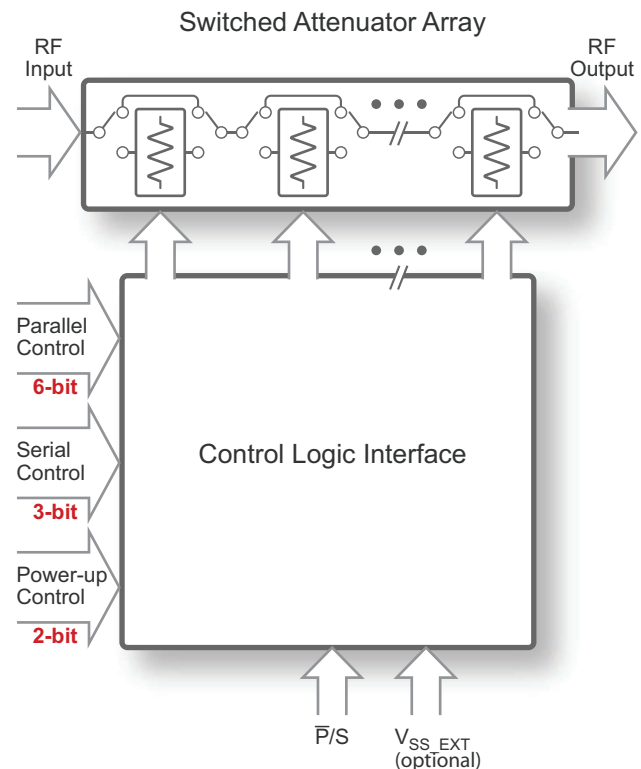 Switched Attenuator Array
RF
Input
RF
Output
Parallel
Control
6-bit
Serial
Control
3-bit
Power-up
Control
2-bit
Control Logic Interface
P̅/S
V_SS_EXT
(optional)